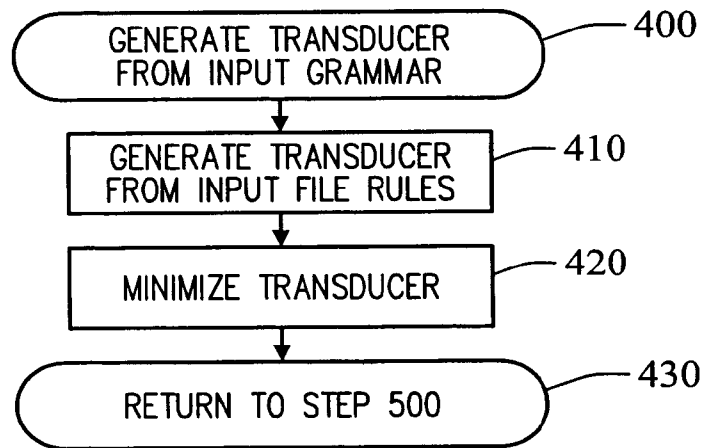 GENERATE TRANSDUCER
FROM INPUT GRAMMAR
400
GENERATE TRANSDUCER
FROM INPUT FILE RULES
410
MINIMIZE TRANSDUCER
420
RETURN TO STEP 500
430